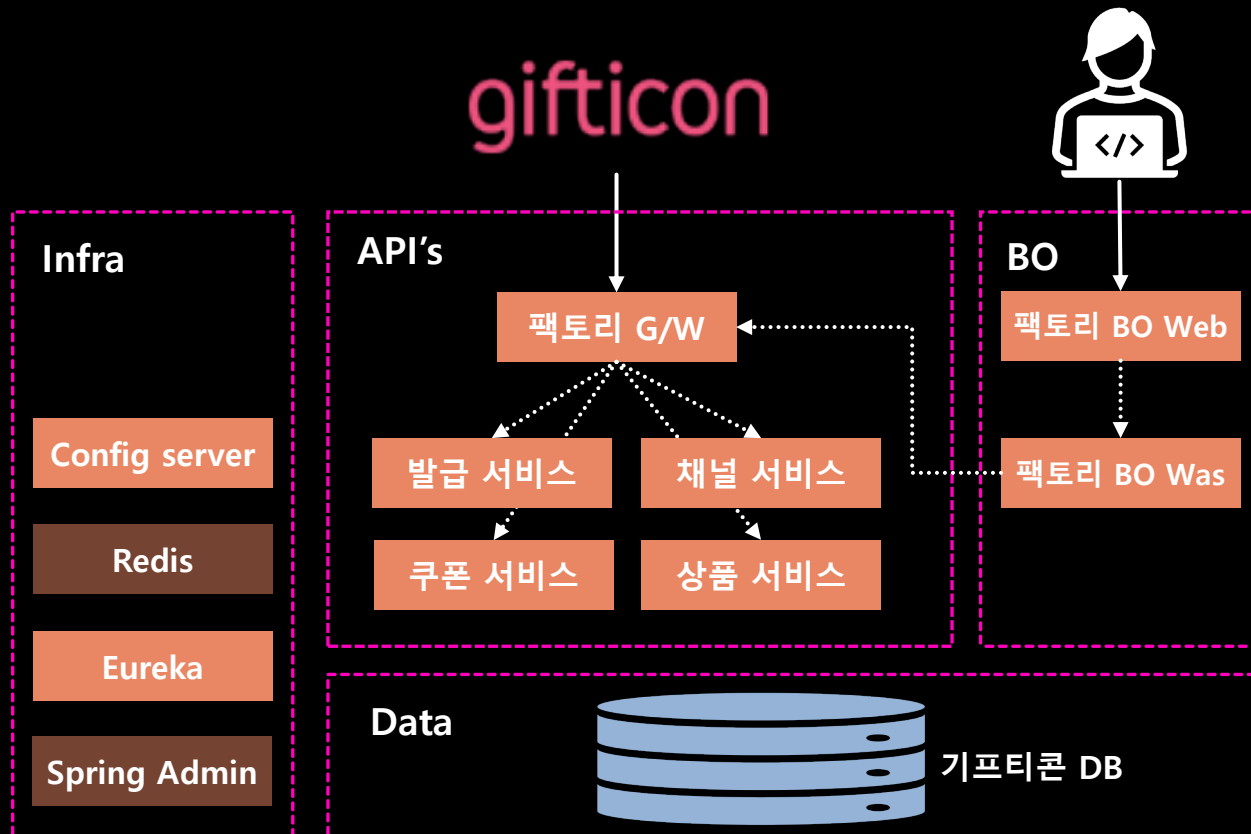 gifticon
</>
Infra
Config server
Redis
Eureka
Spring Admin
API's
팩토리 G/W
발급 서비스
채널 서비스
쿠폰 서비스
상품 서비스
BO
팩토리 BO Web
팩토리 BO Was
Data
기프티콘 DB